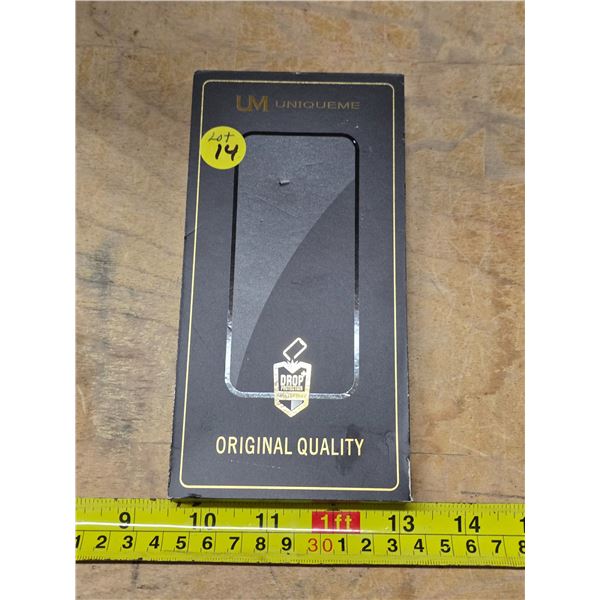 UM UNIQUEME
Lot
14
DROP
ORIGINAL QUALITY
9 10 11 1ft 13 14 1
1 2 3 4 5 6 7 8 9 30 1 2 3 4 5 6 7 8